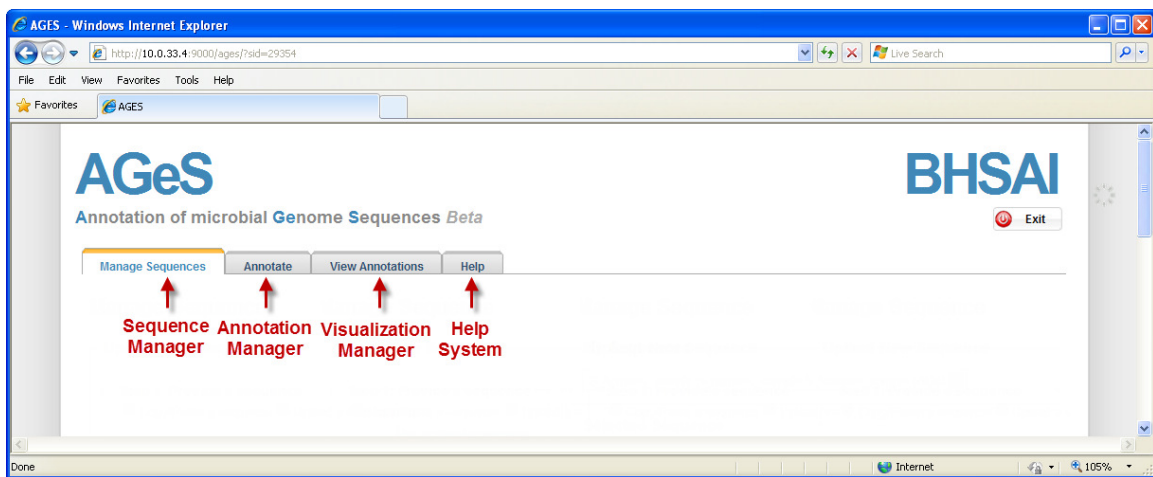 AGES - Windows Internet Explorer
http://10.0.33.4:9000/ages/?sid=29354
Live Search
File Edit View Favorites Tools Help
Favorites AGES
AGeS BHSAI
Annotation of microbial Genome Sequences Beta
Exit
Manage Sequences Annotate View Annotations Help
Sequence Manager
Annotation Manager
Visualization Manager
Help System
Done Internet 105%